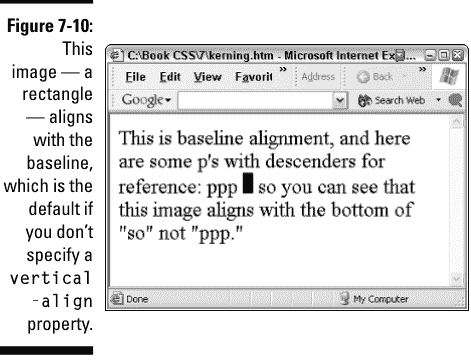 Figure 7-10:
This
image — a
rectangle
— aligns
with the
baseline,
which is the
default if
you don't
specify a
vertical
-align
property.
C:\Book CSS\7\kerning.htm - Microsoft Internet Ex...
File Edit View Favorit » Address Back »
Google Search Web
This is baseline alignment, and here
are some p's with descenders for
reference: ppp so you can see that
this image aligns with the bottom of
"so" not "ppp."
Done My Computer